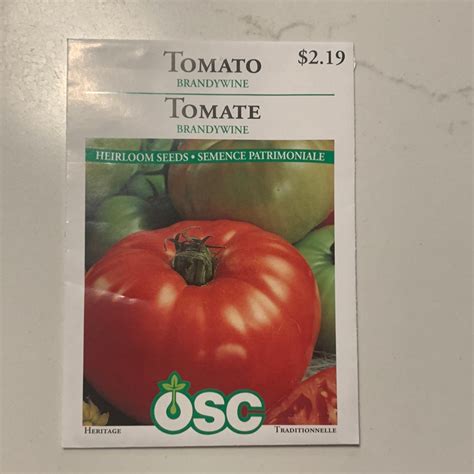 TOMATO $2.19
BRANDYWINE
TOMATE
BRANDYWINE
HEIRLOOM SEEDS • SEMENCE PATRIMONIALE
OSC
HERITAGE TRADITIONNELLE